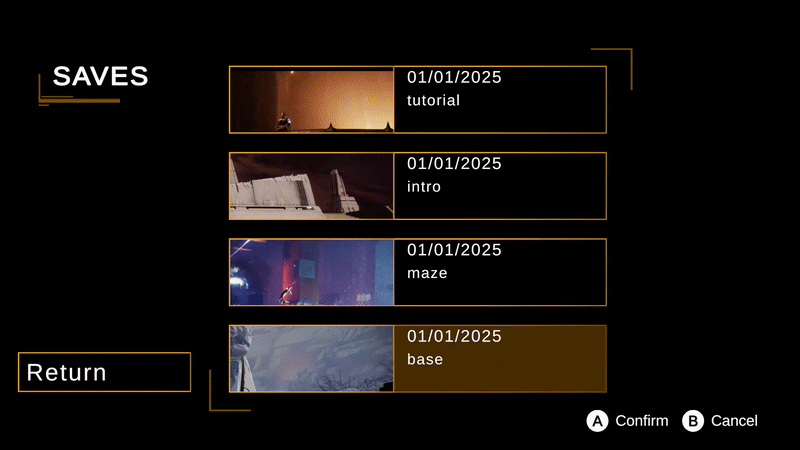 SAVES
01/01/2025
tutorial
01/01/2025
intro
01/01/2025
maze
01/01/2025
base
Return
A Confirm B Cancel